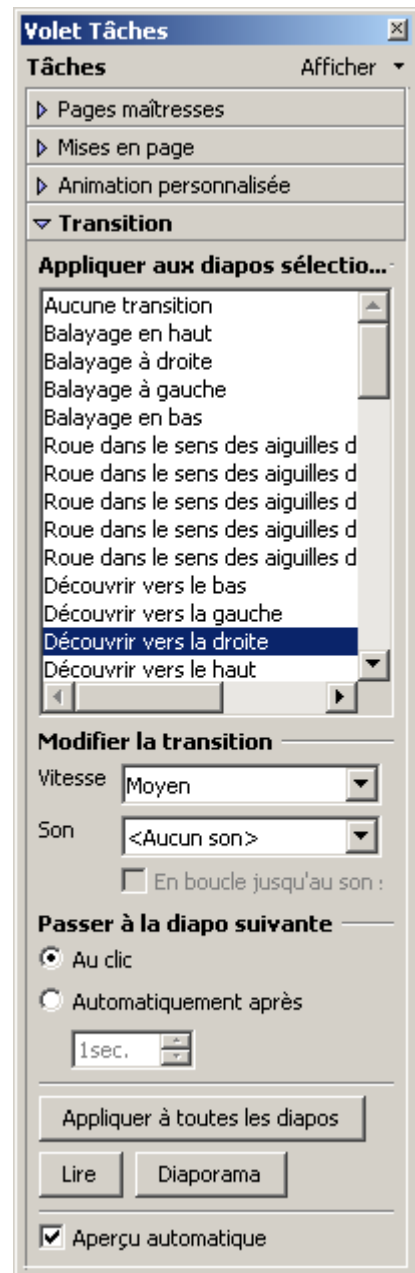 Volet Tâches
Tâches Afficher
Pages maîtresses
Mises en page
Animation personnalisée
Transition
Appliquer aux diapos sélectio...
Aucune transition
Balayage en haut
Balayage à droite
Balayage à gauche
Balayage en bas
Roue dans le sens des aiguilles d
Roue dans le sens des aiguilles d
Roue dans le sens des aiguilles d
Roue dans le sens des aiguilles d
Roue dans le sens des aiguilles d
Découvrir vers le bas
Découvrir vers la gauche
Découvrir vers la droite
Découvrir vers le haut
Modifier la transition
Vitesse Moyen
Son <Aucun son>
En boucle jusqu'au son s
Passer à la diapo suivante
Au clic
Automatiquement après
1sec.
Appliquer à toutes les diapos
Lire Diaporama
Aperçu automatique